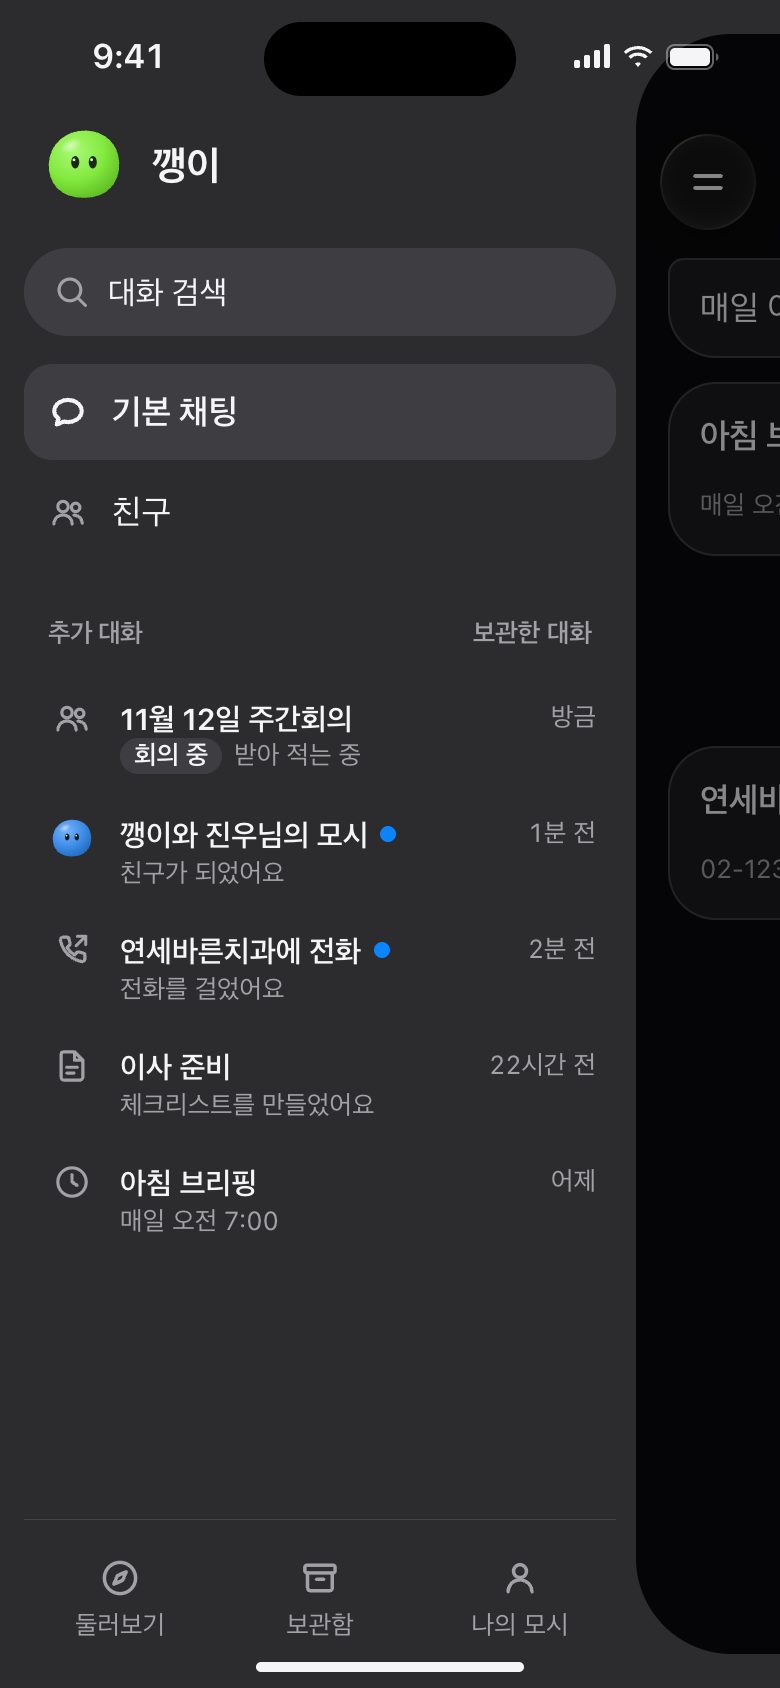 9:41
깽이
대화 검색
기본 채팅
친구
추가 대화 보관한 대화
11월 12일 주간회의 방금
회의 중 받아 적는 중
깽이와 진우님의 모시 1분 전
친구가 되었어요
연세바른치과에 전화 2분 전
전화를 걸었어요
이사 준비 22시간 전
체크리스트를 만들었어요
아침 브리핑 어제
매일 오전 7:00
둘러보기 보관함 나의 모시
매일
아침
매일
02-123